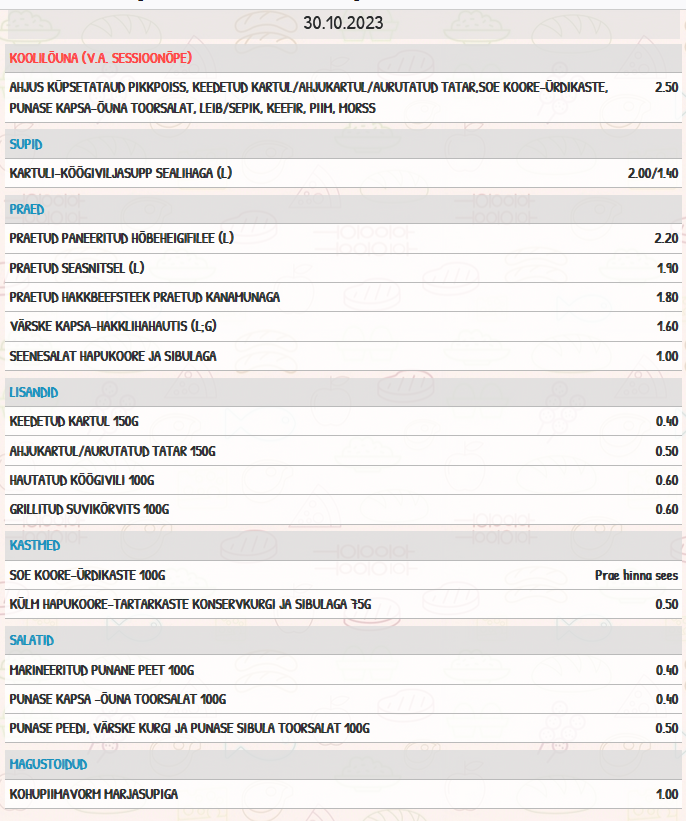 30.10.2023
KOOLILÕUNA (V.A. SESSIOONÕPE)
AHJUS KÜPSETATAUD PIKKPOISS, KEEDETUD KARTUL/AHJUKARTUL/AURUTATUD TATAR,SOE KOORE-ÜRDIKASTE, 2.50
PUNASE KAPSA-ÕUNA TOORSALAT, LEIB/SEPIK, KEEFIR, PIIM, MORSS
SUPID
KARTULI-KÖÖGIVILJASUPP SEALIHAGA (L) 2.00/1.40
PRAED
PRAETUD PANEERITUD HÕBEHEIGIFILEE (L) 2.20
PRAETUD SEASNITSEL (L) 1.90
PRAETUD HAKKBEEFSTEEK PRAETUD KANAMUNAGA 1.80
VÄRSKE KAPSA-HAKKLIHAHAUTIS (L;G) 1.60
SEENESALAT HAPUKOORE JA SIBULAGA 1.00
LISANDID
KEEDETUD KARTUL 150G 0.40
AHJUKARTUL/AURUTATUD TATAR 150G 0.50
HAUTATUD KÖÖGIVILI 100G 0.60
GRILLITUD SUVIKÕRVITS 100G 0.60
KASTMED
SOE KOORE-ÜRDIKASTE 100G Prae hinna sees
KÜLM HAPUKOORE-TARTARKASTE KONSERVKURGI JA SIBULAGA 75G 0.50
SALATID
MARINEERITUD PUNANE PEET 100G 0.40
PUNASE KAPSA -ÕUNA TOORSALAT 100G 0.40
PUNASE PEEDI, VÄRSKE KURGI JA PUNASE SIBULA TOORSALAT 100G 0.50
MAGUSTOIDUD
KOHUPIIMAVORM MARJASUPIGA 1.00